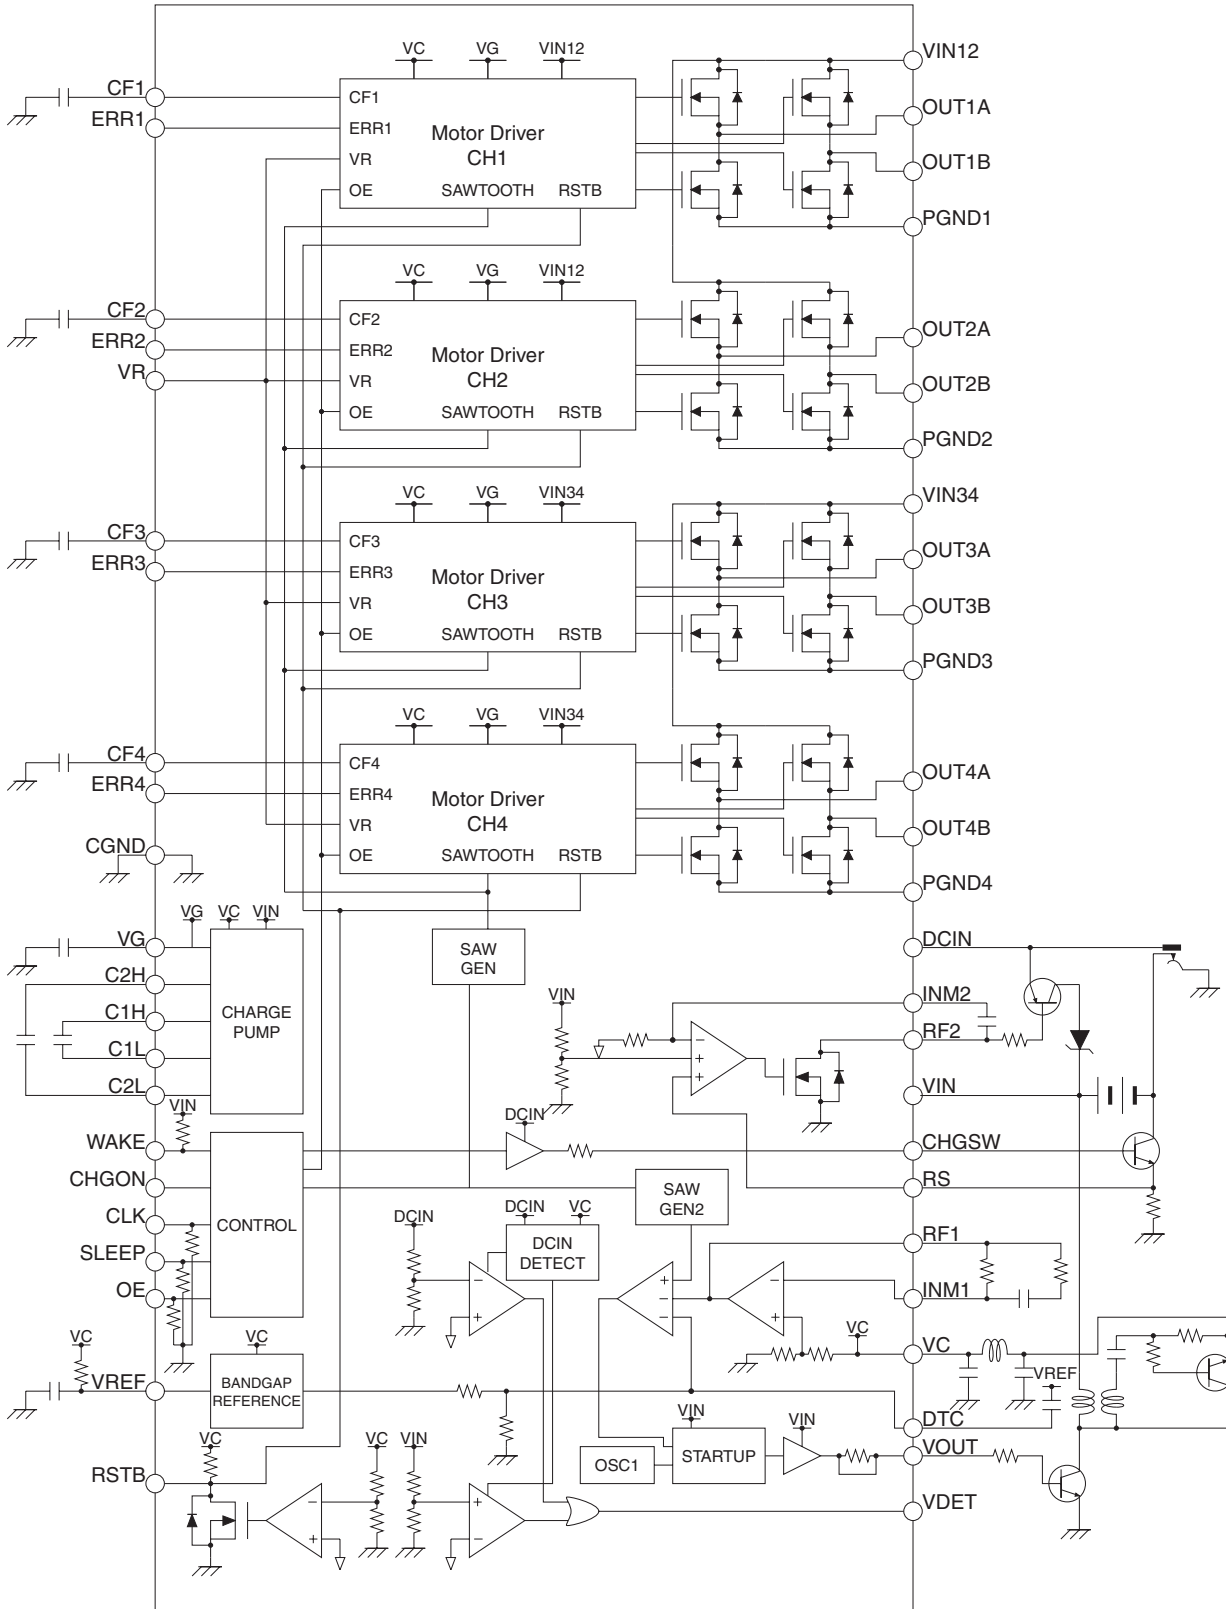 VC VG VIN12
VIN12
CF1
CF1
ERR1
ERR1
Motor Driver
CH1
VR
OE SAWTOOTH RSTB
OUT1A
OUT1B
PGND1
VC VG VIN12
CF2
CF2
ERR2
ERR2
VR
VR
Motor Driver
CH2
OE SAWTOOTH RSTB
OUT2A
OUT2B
PGND2
VC VG VIN34
VIN34
CF3
CF3
ERR3
ERR3
Motor Driver
CH3
VR
OE SAWTOOTH RSTB
OUT3A
OUT3B
PGND3
VC VG VIN34
CF4
CF4
ERR4
ERR4
Motor Driver
CH4
VR
OE SAWTOOTH RSTB
OUT4A
OUT4B
PGND4
CGND
VG VC VIN
VG
C2H
C1H
C1L
C2L
CHARGE
PUMP
SAW
GEN
DCIN
INM2
RF2
VIN
VIN
VIN
WAKE
CHGON
CLK
SLEEP
OE
CONTROL
DCIN
CHGSW
RS
SAW
GEN2
DCIN
DCIN VC
DCIN
DETECT
RF1
INM1
VC
VC
VC
VC
VREF
VREF
BANDGAP
REFERENCE
DTC
VIN
VIN
OSC1
STARTUP
VOUT
VC
VC
VIN
RSTB
VDET
− + +
− +
+ − −
− +
− +
+ −